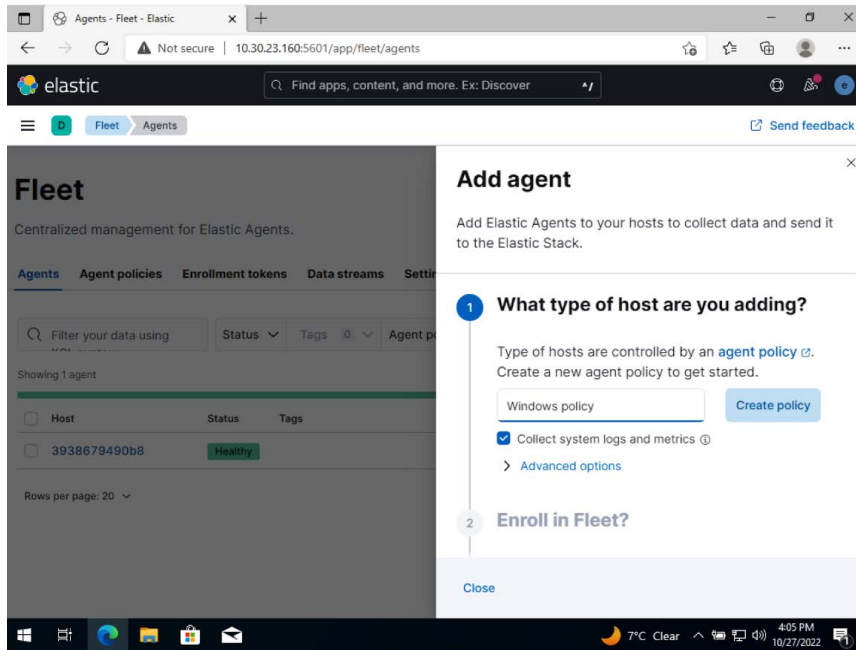 Agents - Fleet - Elastic
Not secure | 10.30.23.160:5601/app/fleet/agents
elastic
Find apps, content, and more. Ex: Discover
^/
e
D
Fleet
Agents
Send feedback
Fleet
Centralized management for Elastic Agents.
Agents
Agent policies
Enrollment tokens
Data streams
Settin
Filter your data using
Status
Tags 0
Agent po
Showing 1 agent
Host
Status
Tags
3938679490b8
Healthy
Rows per page: 20
Add agent
Add Elastic Agents to your hosts to collect data and send it
to the Elastic Stack.
1
What type of host are you adding?
Type of hosts are controlled by an agent policy.
Create a new agent policy to get started.
Windows policy
Create policy
Collect system logs and metrics
Advanced options
2
Enroll in Fleet?
Close
7°C Clear
4:05 PM
10/27/2022
1